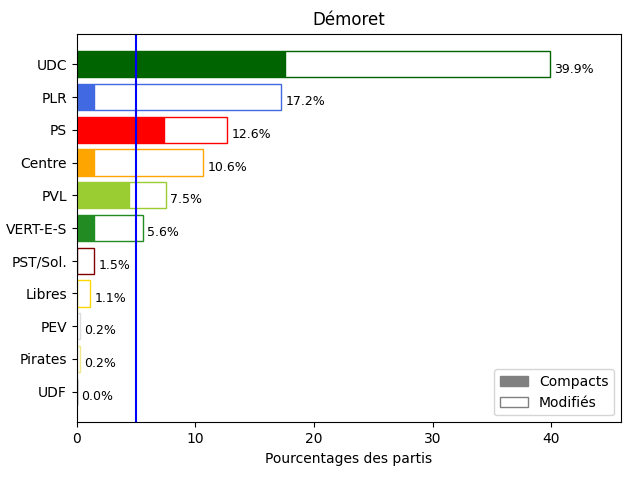 Démoret
UDC 39.9%
PLR 17.2%
PS 12.6%
Centre 10.6%
PVL 7.5%
VERT-E-S 5.6%
PST/Sol. 1.5%
Libres 1.1%
PEV 0.2%
Pirates 0.2%
UDF 0.0%
Compacts
Modifiés
0 10 20 30 40
Pourcentages des partis